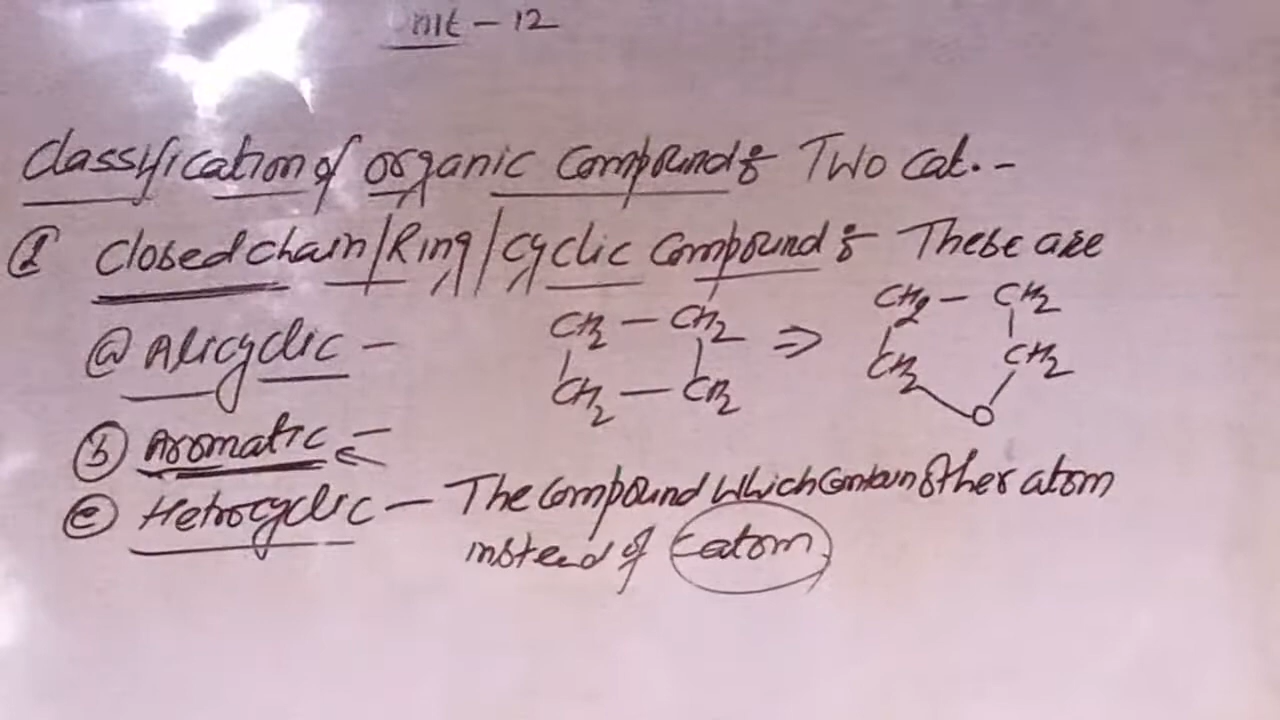 nit - 12
Classification of organic Compounds Two cat. -
① Closed chain/Ring/Cyclic Compounds These are
ⓐ Alicyclic - CH2 - CH2 ⇒ CH2 - CH2
CH2 - CH2 CH2 CH2
O
ⓑ Aromatic -
ⓒ Hetrocyclic - The Compound which Contain Other atom
instead of C atom